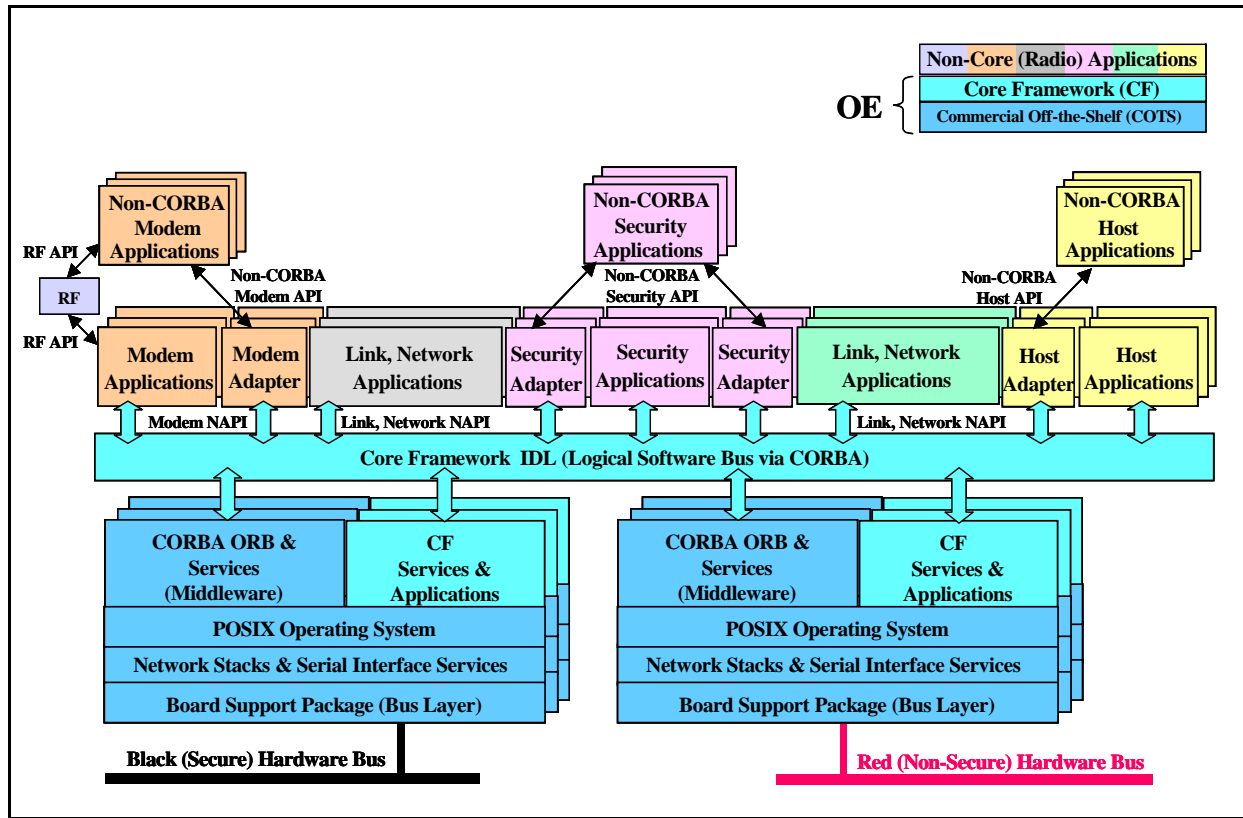 Non-Core (Radio) Applications
Core Framework (CF)
OE
Commercial Off-the-Shelf (COTS)
Non-CORBA
Modem
Applications
Non-CORBA
Security
Applications
Non-CORBA
Host
Applications
RF API
RF
RF API
Non-CORBA
Modem API
Non-CORBA
Security API
Non-CORBA
Host API
Modem
Applications
Modem
Adapter
Link, Network
Applications
Security
Adapter
Security
Applications
Security
Adapter
Link, Network
Applications
Host
Adapter
Host
Applications
Modem NAPI
Link, Network NAPI
Link, Network NAPI
Core Framework IDL (Logical Software Bus via CORBA)
CORBA ORB &
Services
(Middleware)
CF
Services &
Applications
POSIX Operating System
Network Stacks & Serial Interface Services
Board Support Package (Bus Layer)
CORBA ORB &
Services
(Middleware)
CF
Services &
Applications
POSIX Operating System
Network Stacks & Serial Interface Services
Board Support Package (Bus Layer)
Black (Secure) Hardware Bus
Red (Non-Secure) Hardware Bus